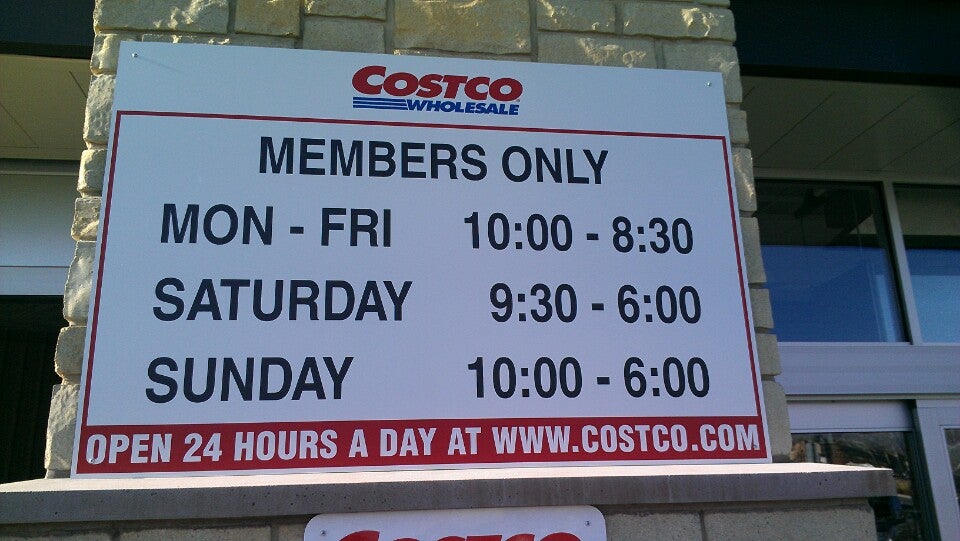 COSTCO
WHOLESALE
MEMBERS ONLY
MON - FRI 10:00 - 8:30
SATURDAY 9:30 - 6:00
SUNDAY 10:00 - 6:00
OPEN 24 HOURS A DAY AT WWW.COSTCO.COM
COSTCO